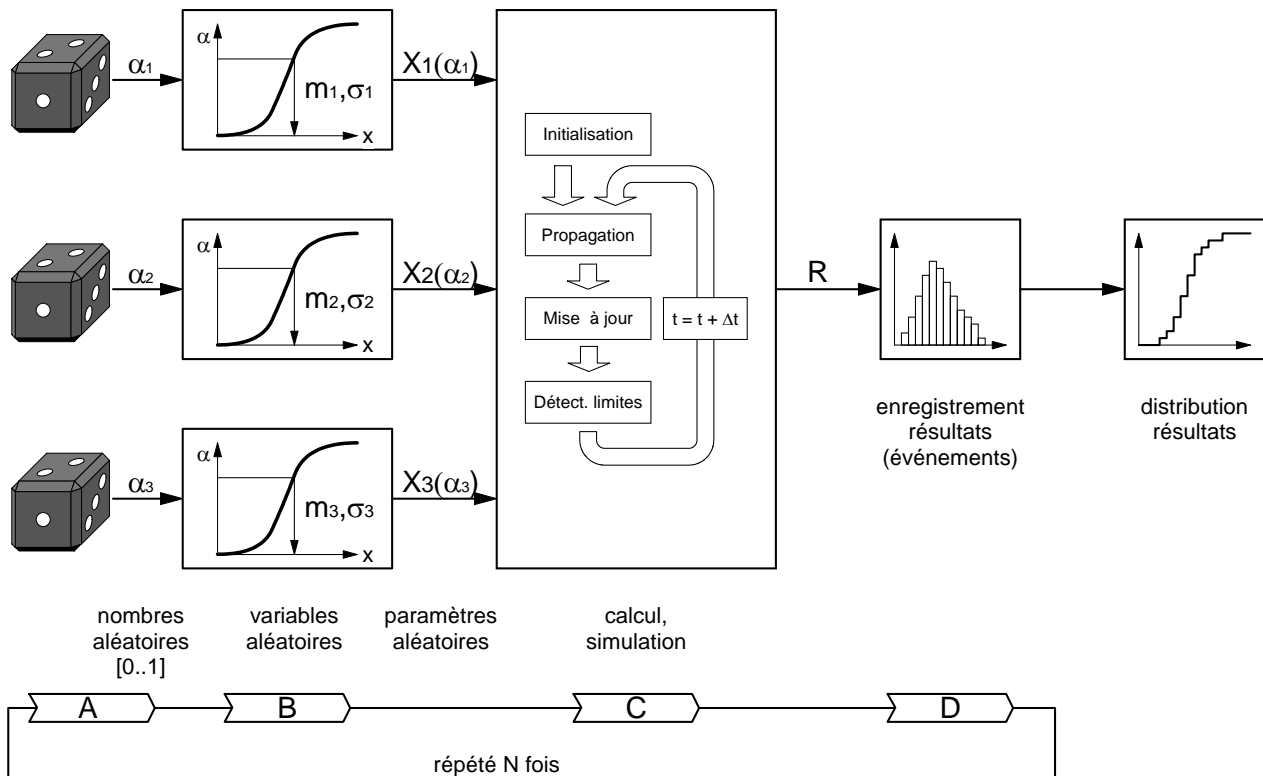 α1
α
m1,σ1
x
X1(α1)
Initialisation
Propagation
Mise à jour
t = t + Δt
Détect. limites
α2
α
m2,σ2
x
X2(α2)
R
enregistrement
résultats
(événements)
distribution
résultats
α3
α
m3,σ3
x
X3(α3)
nombres
aléatoires
[0..1]
variables
aléatoires
paramètres
aléatoires
calcul,
simulation
A
B
C
D
répété N fois